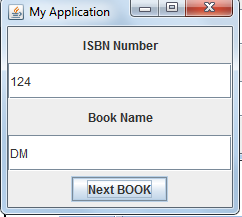 My Application
ISBN Number
124
Book Name
DM
Next BOOK